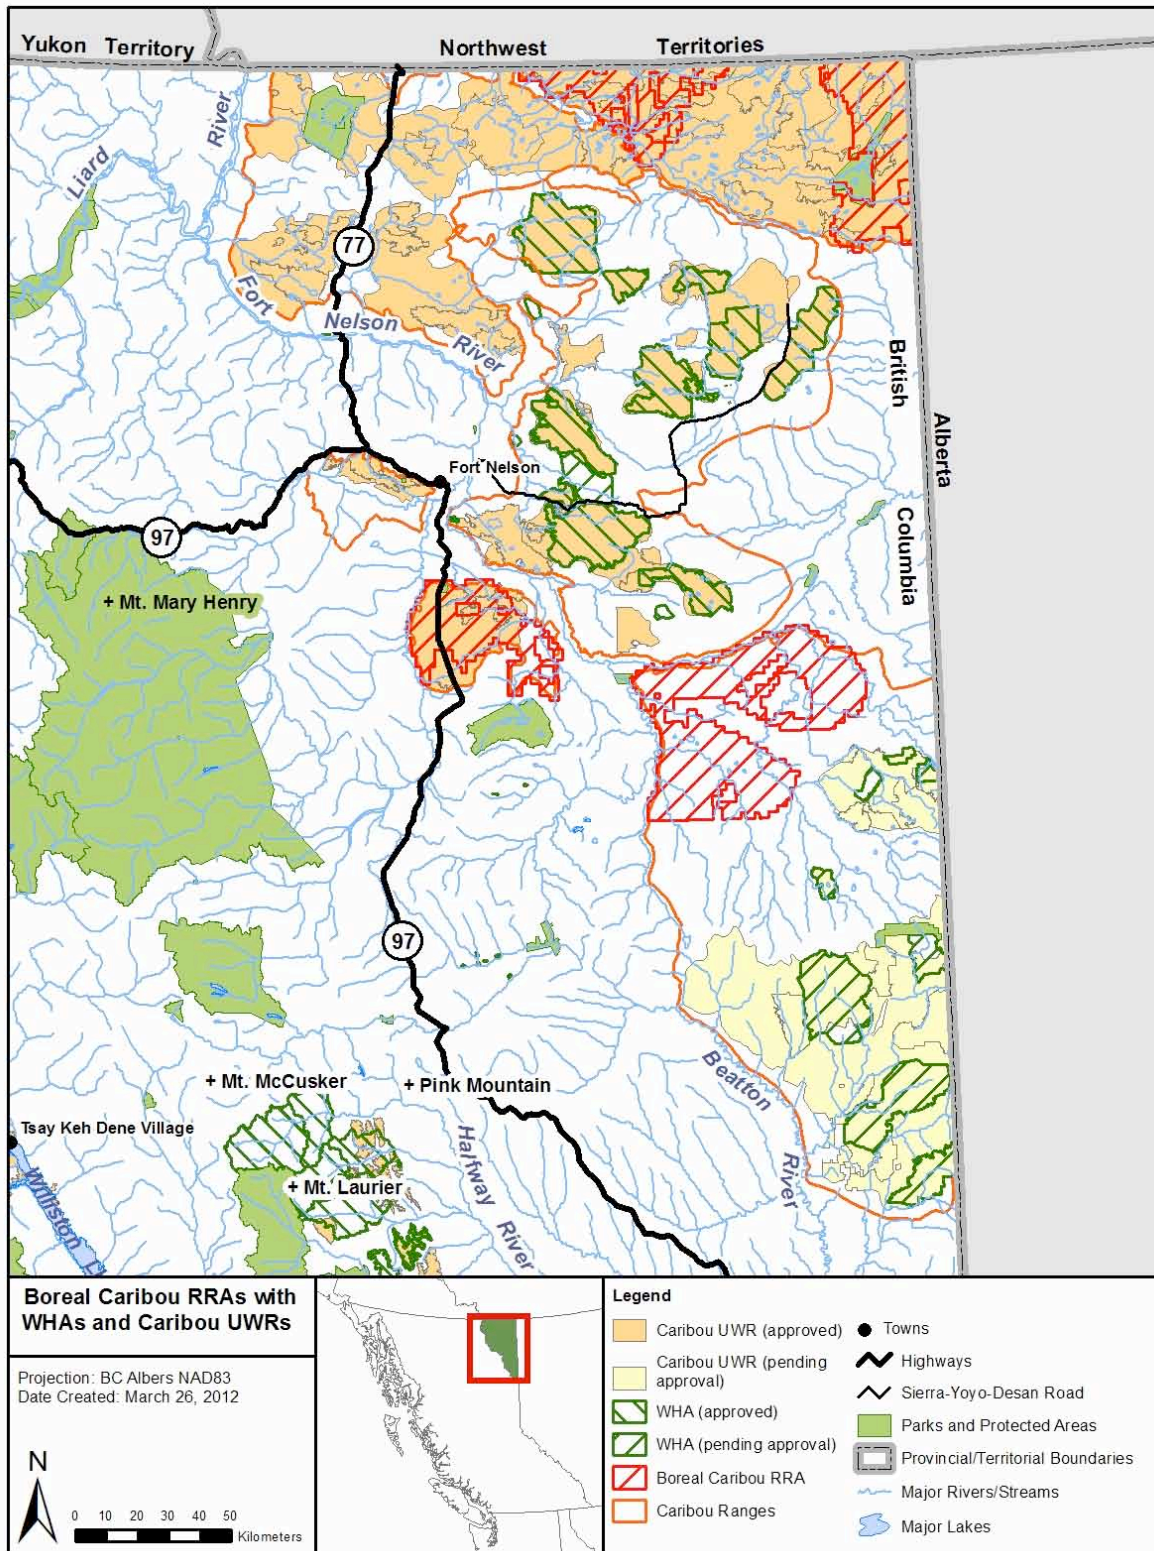 Yukon Territory
Northwest Territories
Liard
River
77
Fort
Nelson
River
British
Columbia
Alberta
Fort Nelson
97
+ Mt. Mary Henry
97
+ Mt. McCusker
+ Pink Mountain
Beatton
River
Tsay Keh Dene Village
Halfway
River
+ Mt. Laurier
Williston L
Boreal Caribou RRAs with
WHAs and Caribou UWRs
Projection: BC Albers NAD83
Date Created: March 26, 2012
N
0 10 20 30 40 50
Kilometers
Legend
Caribou UWR (approved)
Caribou UWR (pending
approval)
WHA (approved)
WHA (pending approval)
Boreal Caribou RRA
Caribou Ranges
Towns
Highways
Sierra-Yoyo-Desan Road
Parks and Protected Areas
Provincial/Territorial Boundaries
Major Rivers/Streams
Major Lakes